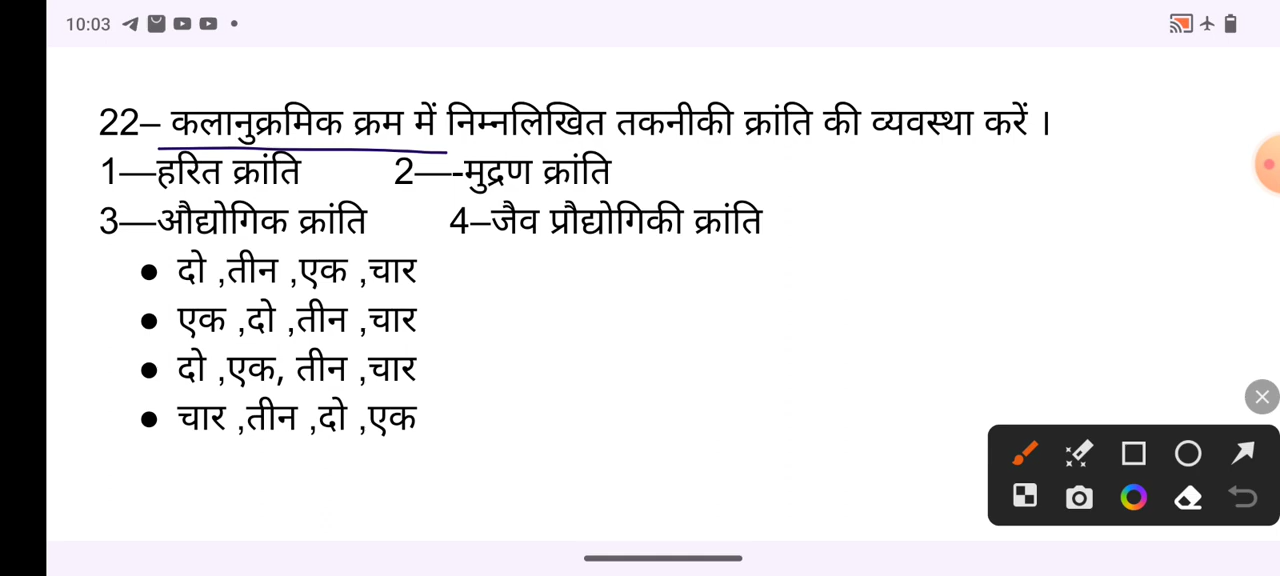 10:03
22– कलानुक्रमिक क्रम में निम्नलिखित तकनीकी क्रांति की व्यवस्था करें ।
1—हरित क्रांति 2—-मुद्रण क्रांति
3—औद्योगिक क्रांति 4–जैव प्रौद्योगिकी क्रांति
● दो ,तीन ,एक ,चार
● एक ,दो ,तीन ,चार
● दो ,एक, तीन ,चार
● चार ,तीन ,दो ,एक